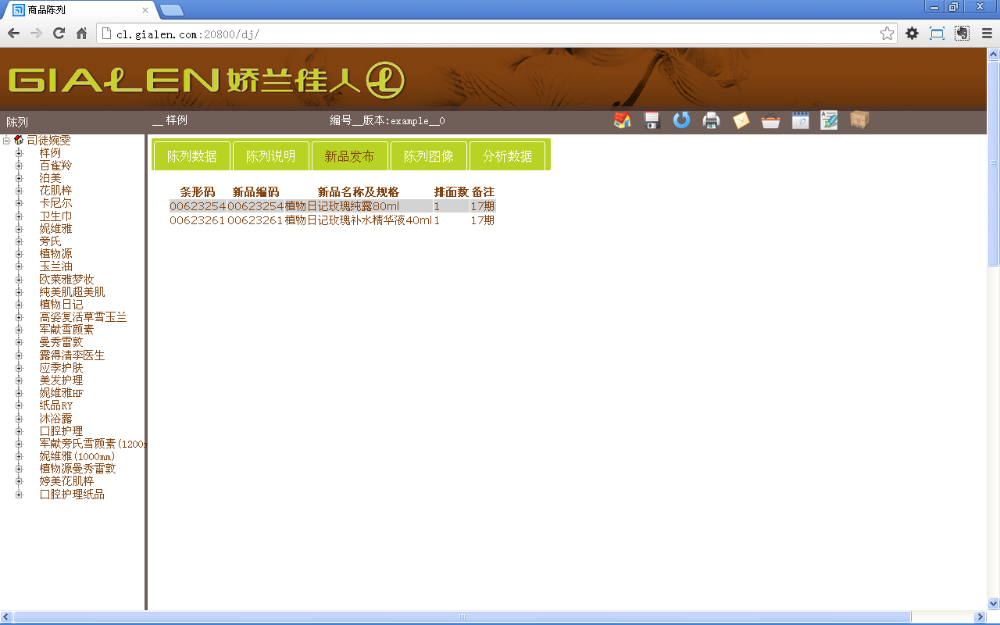 商品陈列
cl.gialen.com:20800/dj/
GIALEN 娇兰佳人
陈列
__ 样例 编号__版本:example__0
司徒婉雯
样例
百雀羚
泊美
花肌粹
卡尼尔
卫生巾
妮维雅
旁氏
植物源
玉兰油
欧莱雅梦妆
纯美肌超美肌
植物日记
高姿复活草雪玉兰
军献雪颜素
曼秀雷敦
露得清李医生
应季护肤
美发护理
妮维雅HF
纸品RY
沐浴露
口腔护理
军献旁氏雪颜素(1200
妮维雅(1000mm)
植物源曼秀雷敦
婷美花肌粹
口腔护理纸品
陈列数据 陈列说明 新品发布 陈列图像 分析数据
条形码 新品编码 新品名称及规格 排面数 备注
00623254 00623254 植物日记玫瑰纯露80ml 1 17期
00623261 00623261 植物日记玫瑰补水精华液40ml 1 17期